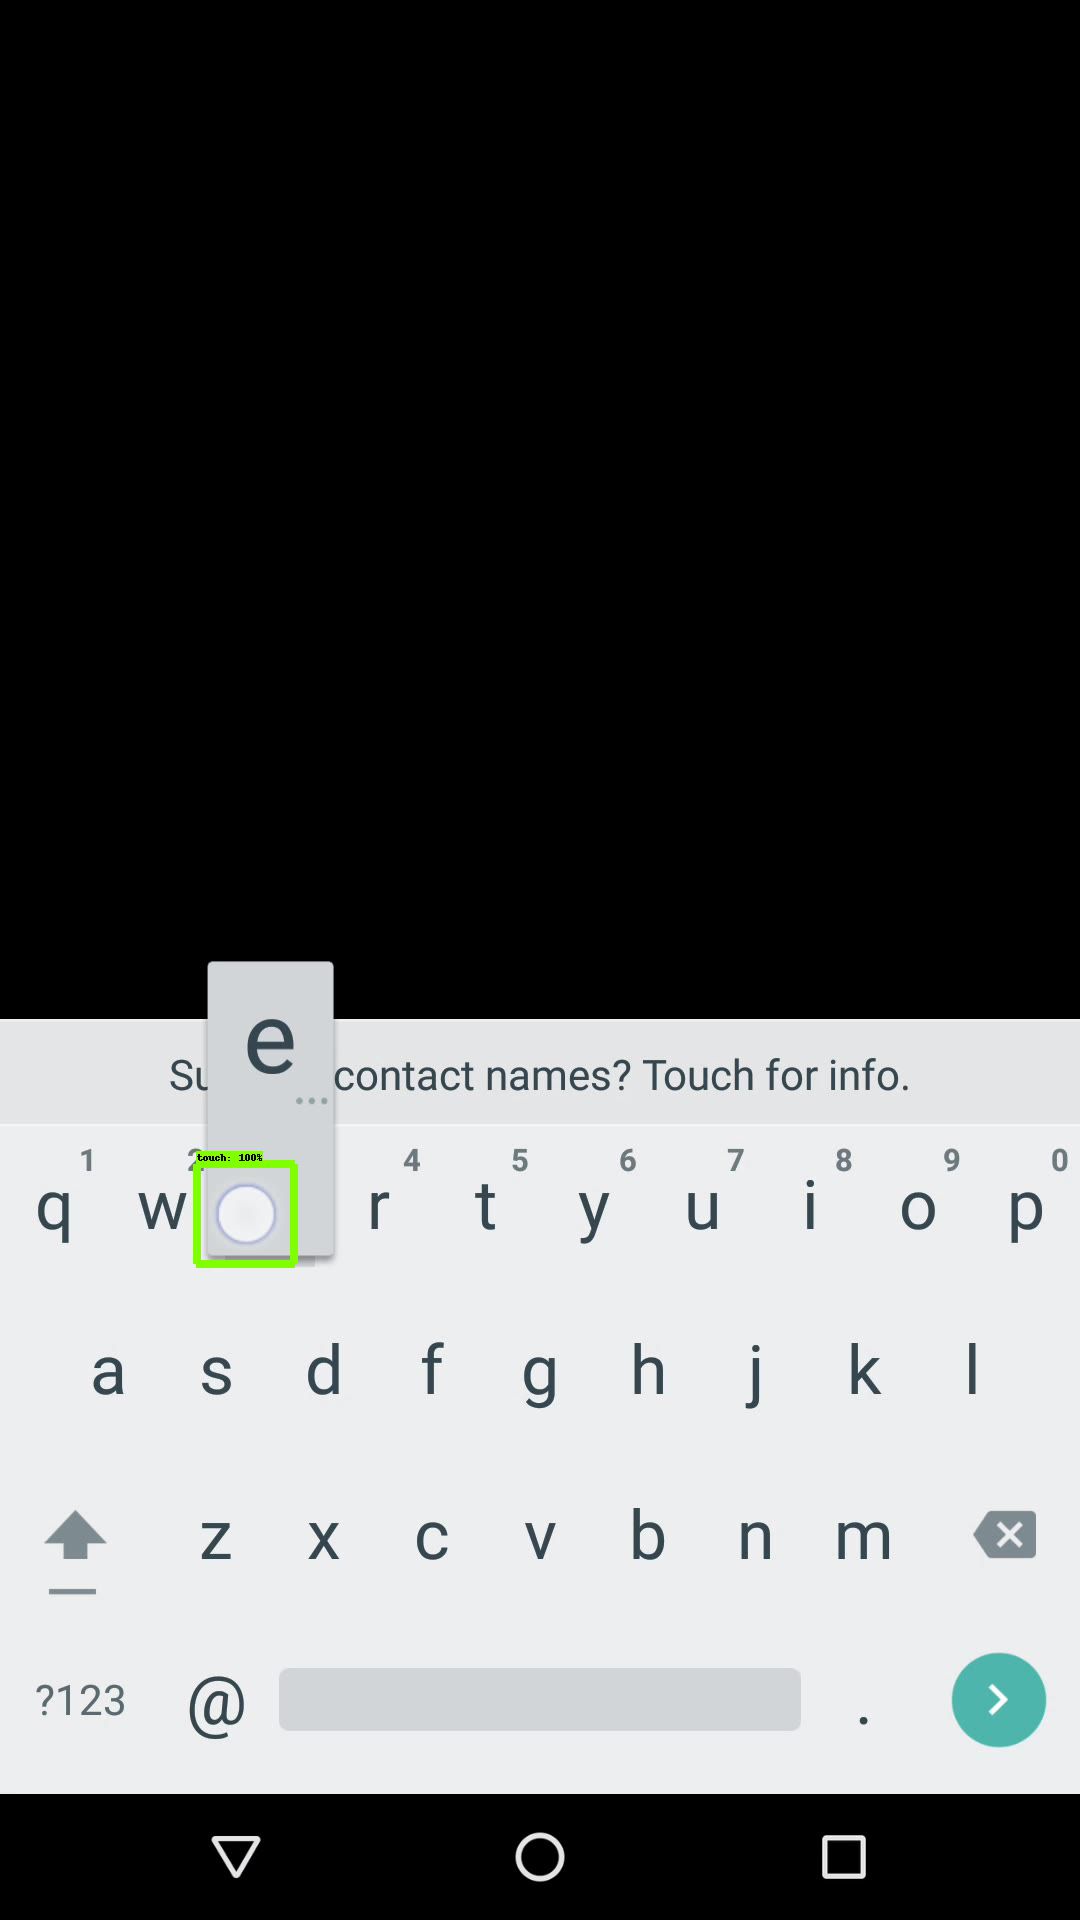 e
Su contact names? Touch for info.
...
1 2 4 5 6 7 8 9 0
touch: 100%
q w r t y u i o p
a s d f g h j k l
z x c v b n m
?123 @ .